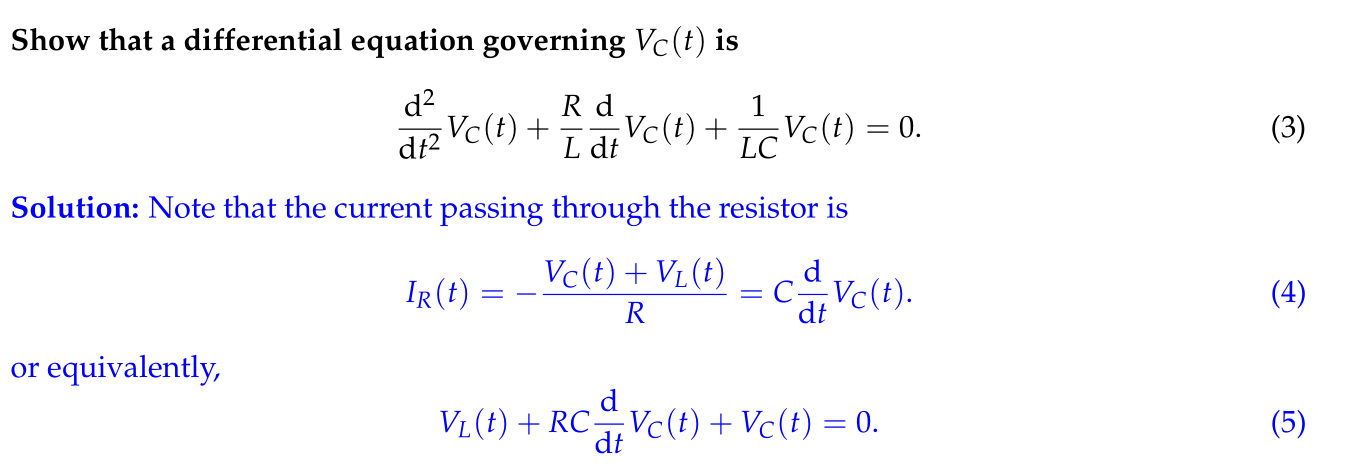 Show that a differential equation governing $V_C(t)$ is
$$\frac{\mathrm{d}^2}{\mathrm{d}t^2}V_C(t) + \frac{R}{L}\frac{\mathrm{d}}{\mathrm{d}t}V_C(t) + \frac{1}{LC}V_C(t) = 0. \quad (3)$$
Solution: Note that the current passing through the resistor is
$$I_R(t) = -\frac{V_C(t) + V_L(t)}{R} = C\frac{\mathrm{d}}{\mathrm{d}t}V_C(t). \quad (4)$$
or equivalently,
$$V_L(t) + RC\frac{\mathrm{d}}{\mathrm{d}t}V_C(t) + V_C(t) = 0. \quad (5)$$